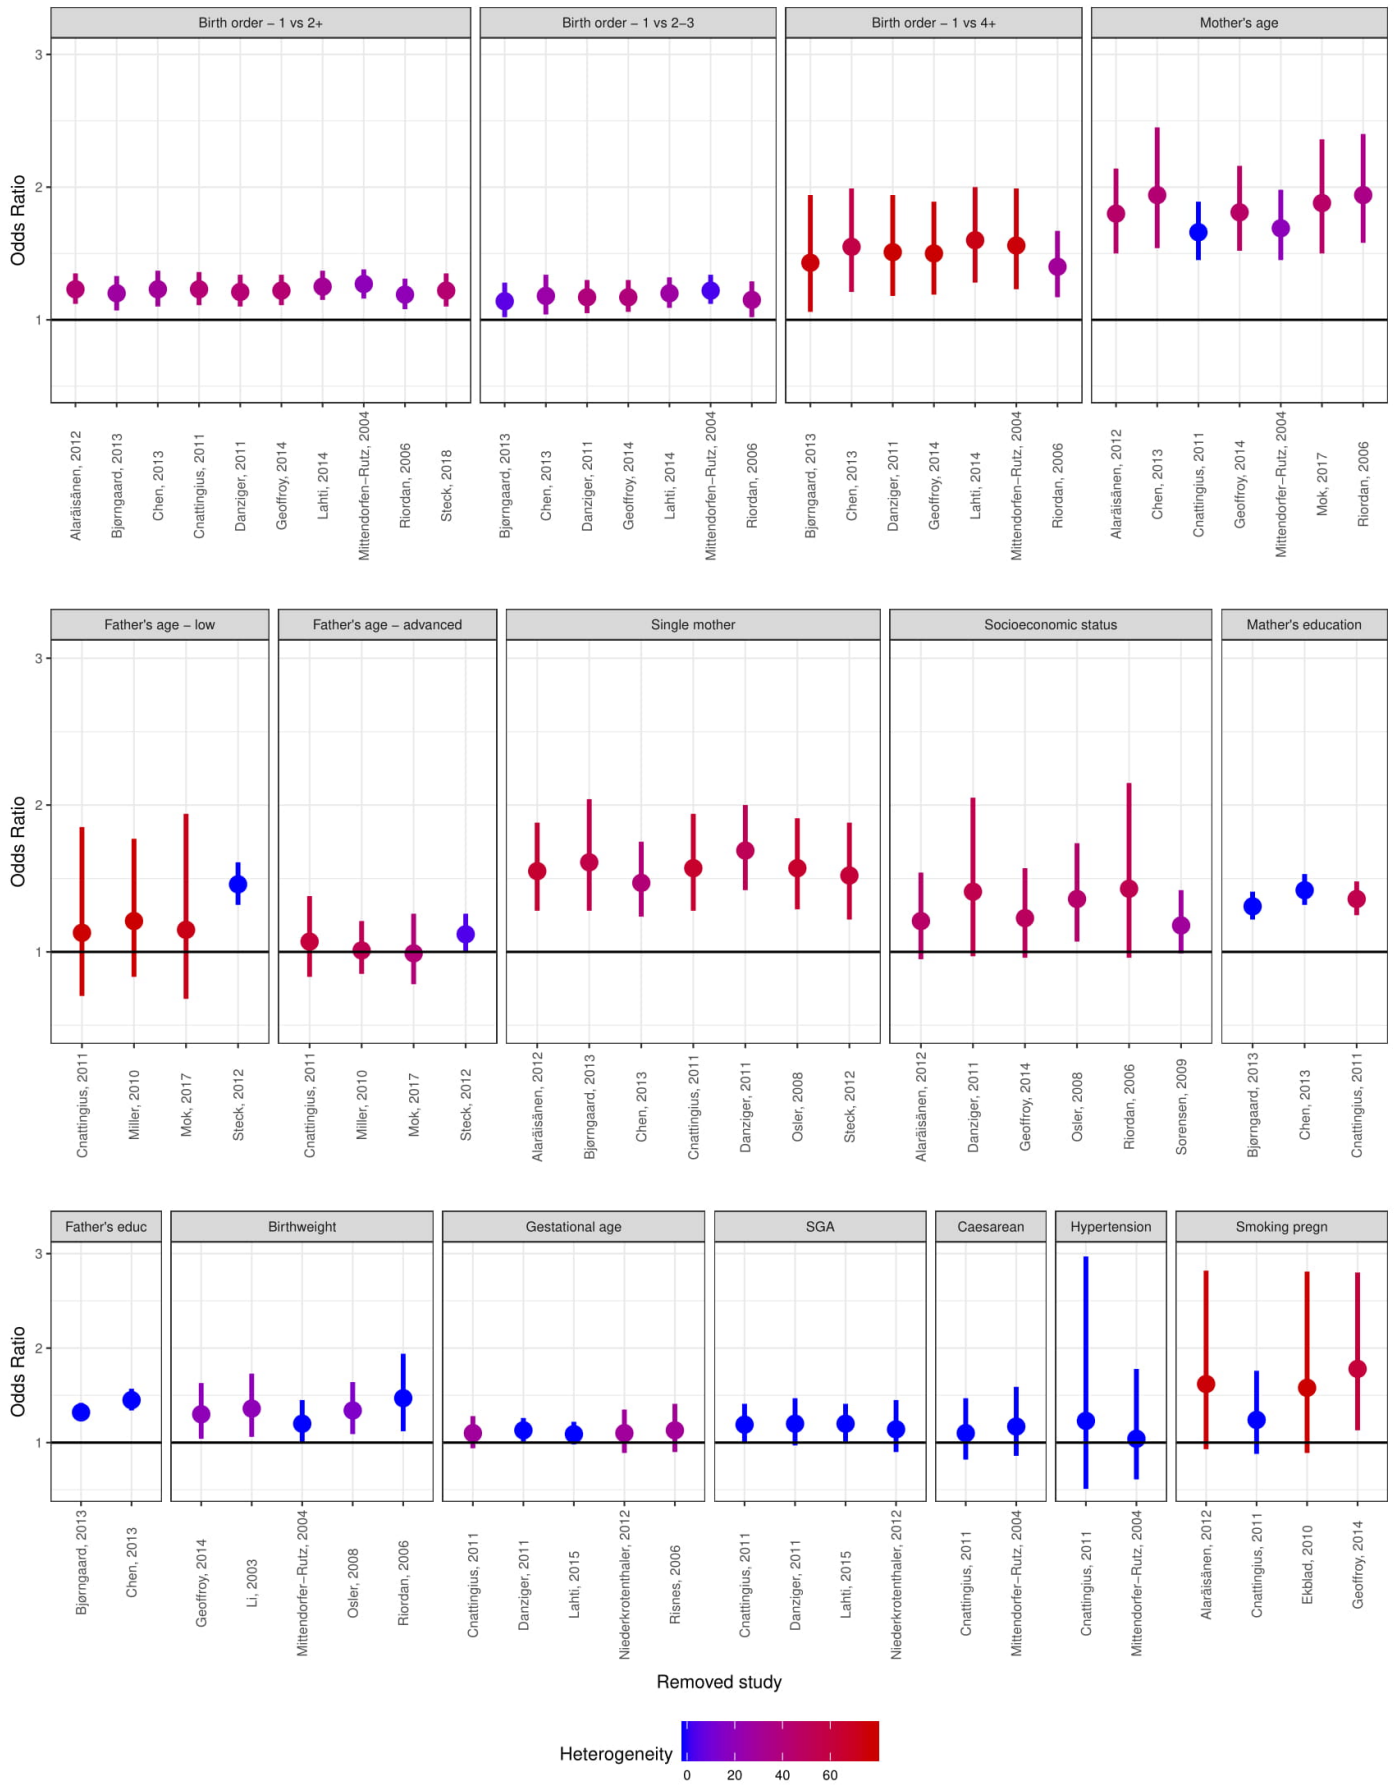 Birth order − 1 vs 2+
Birth order − 1 vs 2−3
Birth order − 1 vs 4+
Mother's age
Odds Ratio
3
2
1
Alaräisänen, 2012
Bjørngaard, 2013
Chen, 2013
Cnattingius, 2011
Danziger, 2011
Geoffroy, 2014
Lahti, 2014
Mittendorfen−Rutz, 2004
Riordan, 2006
Steck, 2018
Bjørngaard, 2013
Chen, 2013
Danziger, 2011
Geoffroy, 2014
Lahti, 2014
Mittendorfen−Rutz, 2004
Riordan, 2006
Bjørngaard, 2013
Chen, 2013
Danziger, 2011
Geoffroy, 2014
Lahti, 2014
Mittendorfen−Rutz, 2004
Riordan, 2006
Alaräisänen, 2012
Chen, 2013
Cnattingius, 2011
Geoffroy, 2014
Mittendorfer−Rutz, 2004
Mok, 2017
Riordan, 2006
Father's age − low
Father's age − advanced
Single mother
Socioeconomic status
Mather's education
Odds Ratio
3
2
1
Cnattingius, 2011
Miller, 2010
Mok, 2017
Steck, 2012
Cnattingius, 2011
Miller, 2010
Mok, 2017
Steck, 2012
Alaräisänen, 2012
Bjørngaard, 2013
Chen, 2013
Cnattingius, 2011
Danziger, 2011
Osler, 2008
Steck, 2012
Alaräisänen, 2012
Danziger, 2011
Geoffroy, 2014
Osler, 2008
Riordan, 2006
Sorensen, 2009
Bjørngaard, 2013
Chen, 2013
Cnattingius, 2011
Father's educ
Birthweight
Gestational age
SGA
Caesarean
Hypertension
Smoking pregn
Odds Ratio
3
2
1
Bjørngaard, 2013
Chen, 2013
Geoffroy, 2014
Li, 2003
Mittendorfer−Rutz, 2004
Osler, 2008
Riordan, 2006
Cnattingius, 2011
Danziger, 2011
Lahti, 2015
Niederkrotenthaler, 2012
Risnes, 2006
Cnattingius, 2011
Danziger, 2011
Lahti, 2015
Niederkrotenthaler, 2012
Cnattingius, 2011
Mittendorfer−Rutz, 2004
Cnattingius, 2011
Mittendorfer−Rutz, 2004
Alaräisänen, 2012
Cnattingius, 2011
Ekblad, 2010
Geoffroy, 2014
Removed study
Heterogeneity
0
20
40
60